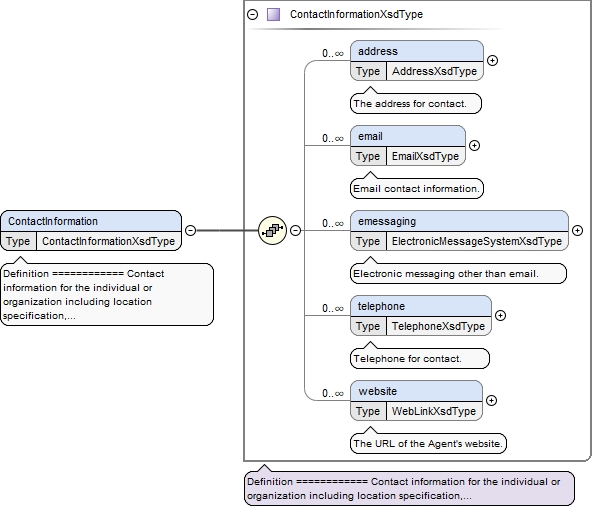 ContactInformationXsdType
0..∞
address
Type AddressXsdType
The address for contact.
0..∞
email
Type EmailXsdType
Email contact information.
ContactInformation
Type ContactInformationXsdType
Definition ============ Contact
information for the individual or
organization including location
specification,...
0..∞
emessaging
Type ElectronicMessageSystemXsdType
Electronic messaging other than email.
0..∞
telephone
Type TelephoneXsdType
Telephone for contact.
0..∞
website
Type WebLinkXsdType
The URL of the Agent's website.
Definition ============ Contact information for the individual or
organization including location specification,...